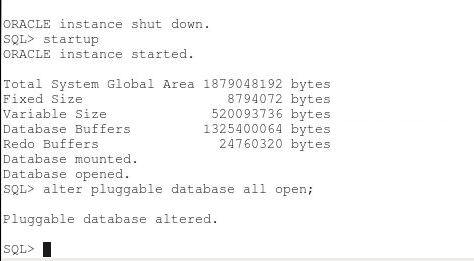 ORACLE instance shut down.
SQL> startup
ORACLE instance started.
Total System Global Area 1879048192 bytes
Fixed Size 8794072 bytes
Variable Size 520093736 bytes
Database Buffers 1325400064 bytes
Redo Buffers 24760320 bytes
Database mounted.
Database opened.
SQL> alter pluggable database all open;
Pluggable database altered.
SQL>